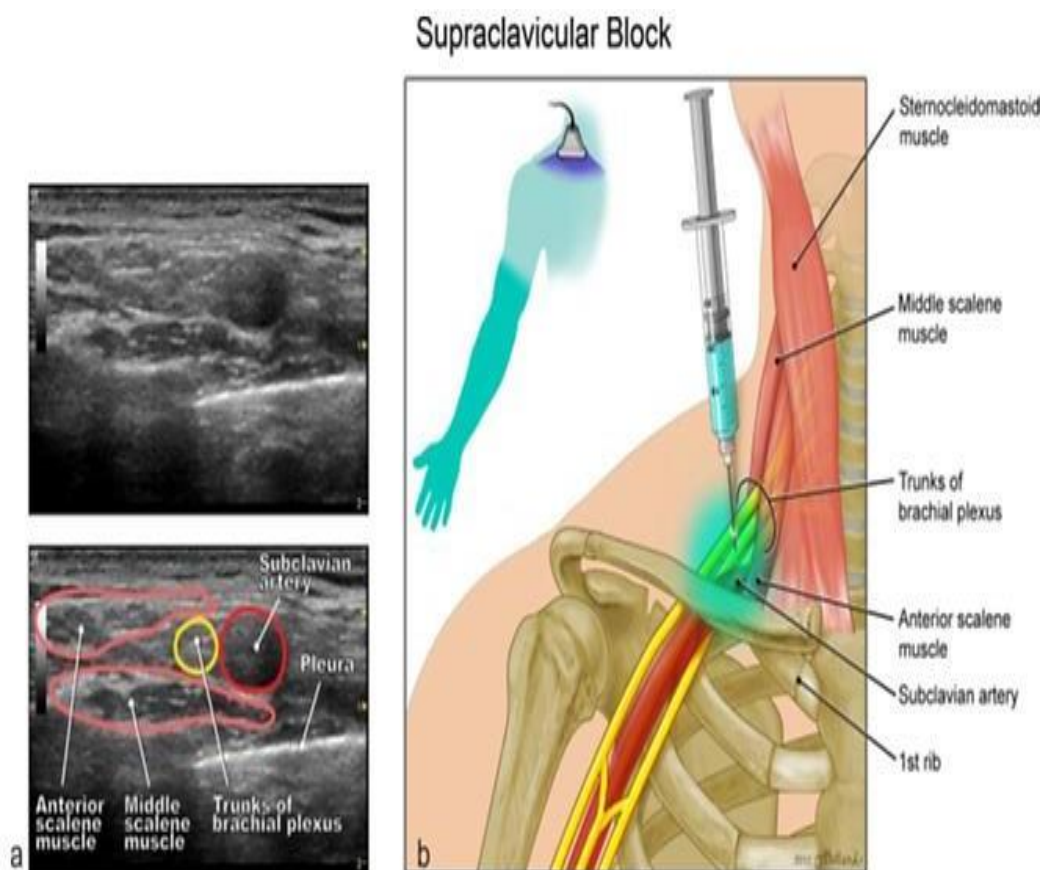 Supraclavicular Block
Subclavian
artery
Pleura
Anterior
scalene
muscle
Middle
scalene
muscle
Trunks of
brachial plexus
a
Sternocleidomastoid
muscle
Middle scalene
muscle
Trunks of
brachial plexus
Anterior scalene
muscle
Subclavian artery
1st rib
b